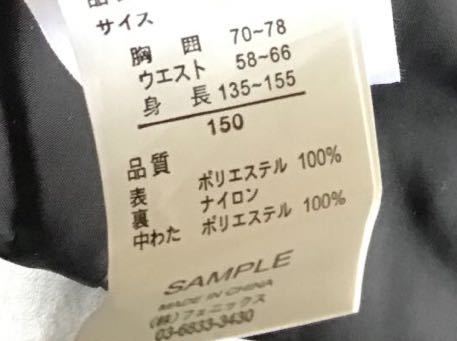 サイズ
胸 囲 70~78
ウエスト 58~66
身 長 135~155
150
品質
表 ポリエステル 100%
裏 ナイロン
中わた ポリエステル 100%
SAMPLE
MADE IN CHINA
(株)フェニックス
03-6833-3430